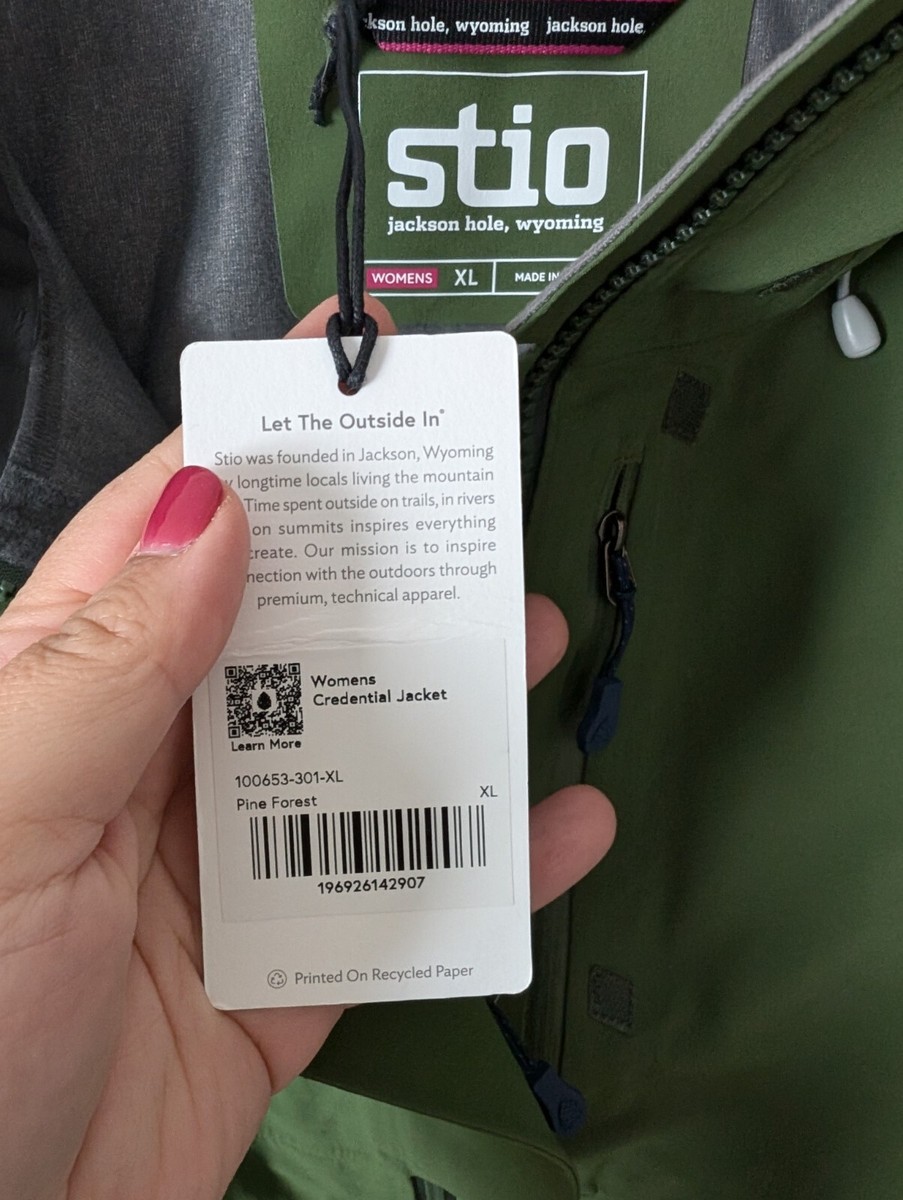 jackson hole, wyoming jackson hole
stio
jackson hole, wyoming
WOMENS XL MADE IN
Let The Outside In®
Stio was founded in Jackson, Wyoming
longtime locals living the mountain
Time spent outside on trails, in rivers
on summits inspires everything
create. Our mission is to inspire
with the outdoors through
premium, technical apparel.
Womens
Credential Jacket
Learn More
100653-301-XL
Pine Forest XL
196926142907
Printed On Recycled Paper